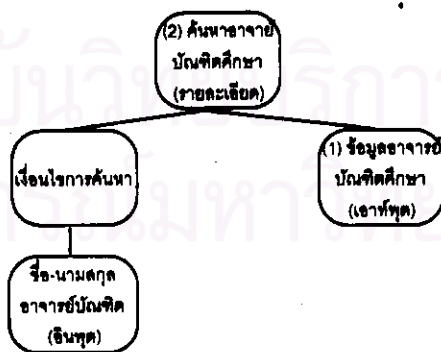 (2) ค้นหาอาจารย์
บัณฑิตศึกษา
(รายละเอียด)
เงื่อนไขการค้นหา
(1) ข้อมูลอาจารย์
บัณฑิตศึกษา
(เอาท์พุต)
ชื่อ-นามสกุล
อาจารย์บัณฑิต
(อินพุต)